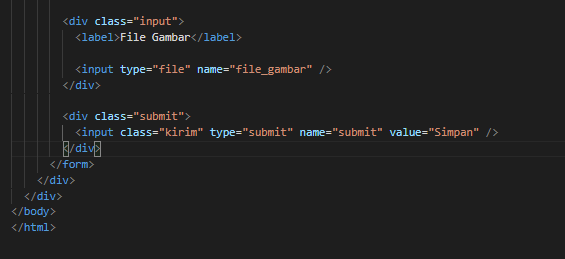 <div class="input">
<label>File Gambar</label>
<input type="file" name="file_gambar" />
</div>
<div class="submit">
<input class="kirim" type="submit" name="submit" value="Simpan" />
</div>
</form>
</div>
</div>
</body>
</html>